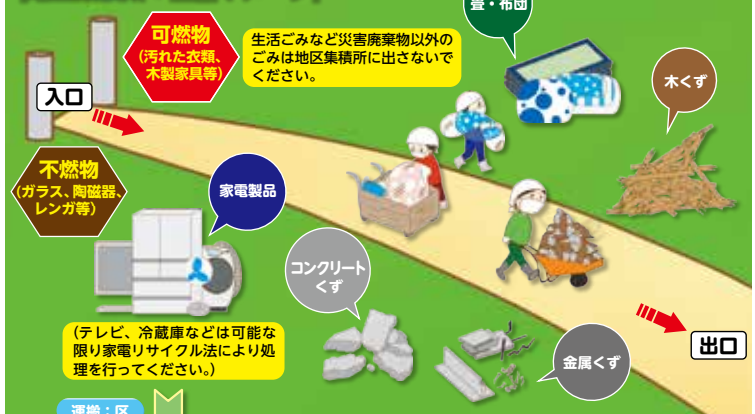 畳・布団
可燃物
(汚れた衣類、
木製家具等)
生活ごみなど災害廃棄物以外の
ごみは地区集積所に出さないで
ください。
木くず
入口
不燃物
(ガラス、陶磁器、
レンガ等)
家電製品
コンクリート
くず
(テレビ、冷蔵庫などは可能な
限り家電リサイクル法により処
理を行ってください。)
金属くず
出口
運搬：区